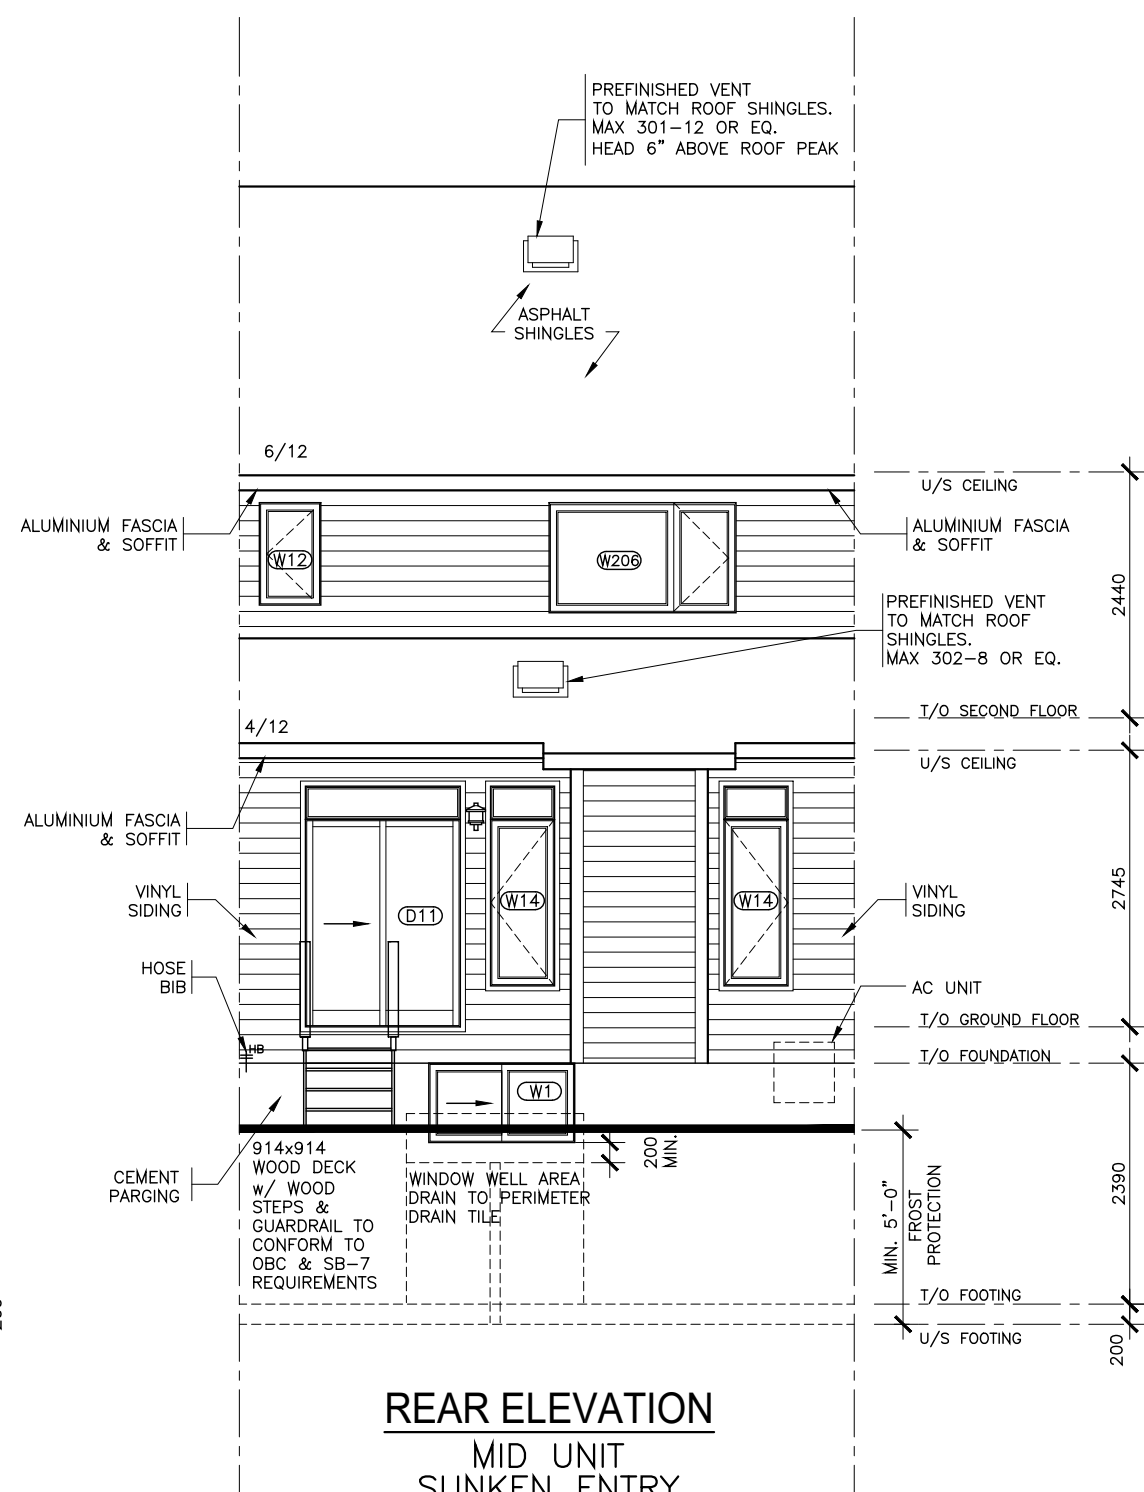 PREFINISHED VENT
TO MATCH ROOF SHINGLES.
MAX 301-12 OR EQ.
HEAD 6" ABOVE ROOF PEAK
ASPHALT
SHINGLES
6/12
U/S CEILING
ALUMINIUM FASCIA
& SOFFIT
ALUMINIUM FASCIA
& SOFFIT
W12
W206
2440
PREFINISHED VENT
TO MATCH ROOF
SHINGLES.
MAX 302-8 OR EQ.
T/O SECOND FLOOR
4/12
U/S CEILING
ALUMINIUM FASCIA
& SOFFIT
VINYL
SIDING
D11
W14
W14
VINYL
SIDING
2745
HOSE
BIB
AC UNIT
T/O GROUND FLOOR
HB
T/O FOUNDATION
W1
CEMENT
PARGING
914x914
WOOD DECK
w/ WOOD
STEPS &
GUARDRAIL TO
CONFORM TO
OBC & SB-7
REQUIREMENTS
WINDOW WELL AREA
DRAIN TO PERIMETER
DRAIN TILE
200
MIN.
MIN. 5'-0"
FROST
PROTECTION
2390
T/O FOOTING
U/S FOOTING
200
REAR ELEVATION
MID UNIT
SUNKEN ENTRY